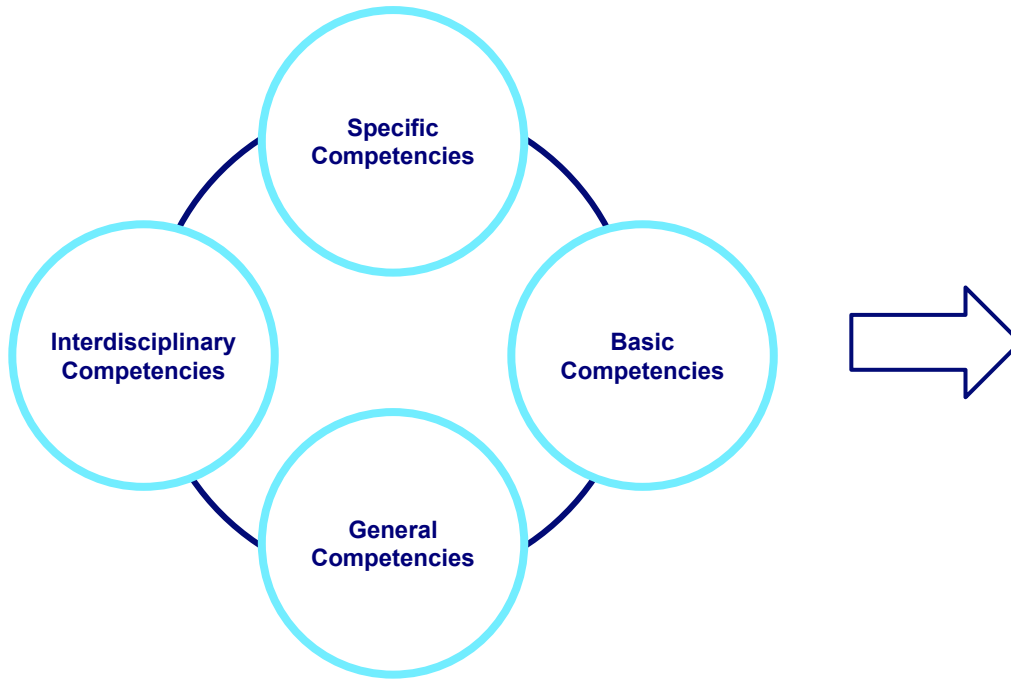 Specific
Competencies
Interdisciplinary
Competencies
Basic
Competencies
General
Competencies